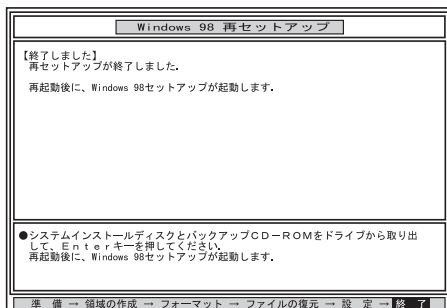 Windows 98 再セットアップ
【終了しました】
再セットアップが終了しました.
再起動後に、Windows 98セットアップが起動します.
●システムインストールディスクとバックアップCD－ROMをドライブから取り出
して、Enterキーを押してください.
再起動後に、Windows 98セットアップが起動します.
準 備 → 領域の作成 → フォーマット → ファイルの復元 → 設 定 → 終 了